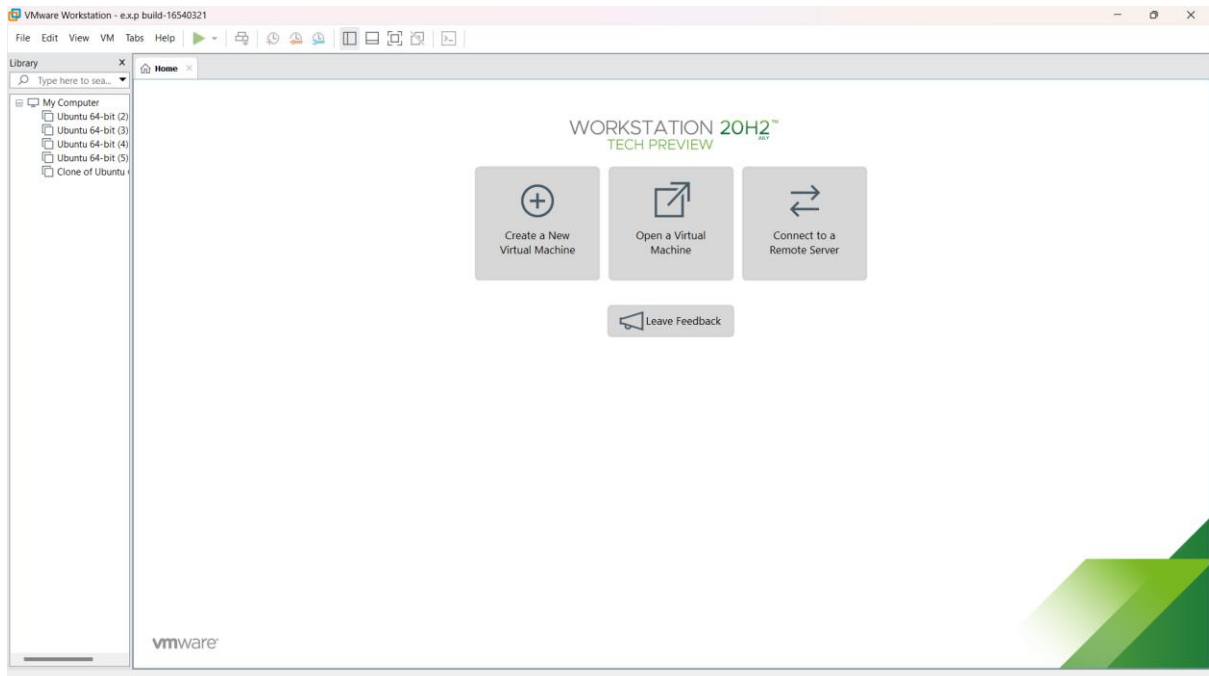 VMware Workstation - e.x.p build-16540321
File Edit View VM Tabs Help
Library X
Home ×
Type here to sea...
My Computer
Ubuntu 64-bit (2)
Ubuntu 64-bit (3)
Ubuntu 64-bit (4)
Ubuntu 64-bit (5)
Clone of Ubuntu
WORKSTATION 20H2™
JULY
TECH PREVIEW
Create a New
Virtual Machine
Open a Virtual
Machine
Connect to a
Remote Server
Leave Feedback
vmware